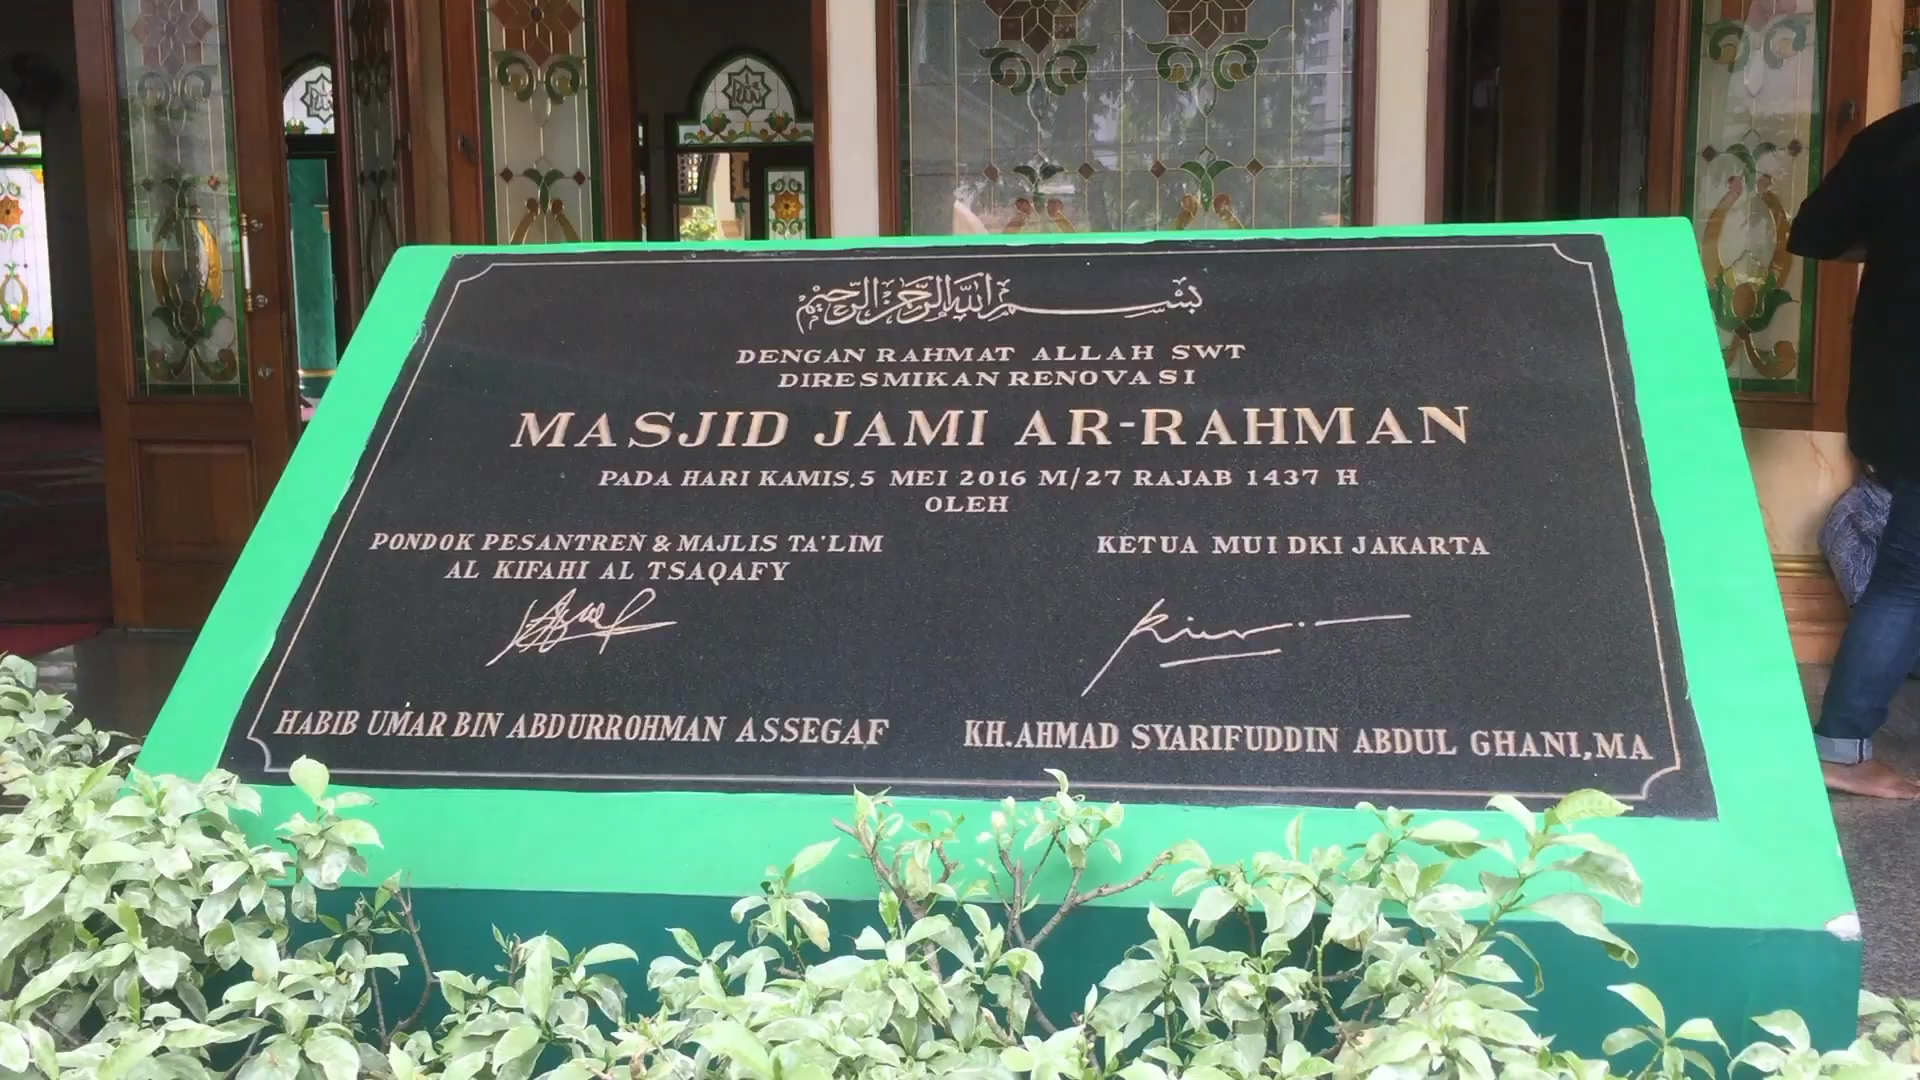 بسم الله الرحمن الرحيم
DENGAN RAHMAT ALLAH SWT
DIRESMIKAN RENOVASI
MASJID JAMI AR-RAHMAN
PADA HARI KAMIS, 5 MEI 2016 M/27 RAJAB 1437 H
OLEH
PONDOK PESANTREN & MAJLIS TA'LIM
AL KIFAHI AL TSAQAFY
HABIB UMAR BIN ABDURROHMAN ASSEGAF
KETUA MUI DKI JAKARTA
KH.AHMAD SYARIFUDDIN ABDUL GHANI,MA